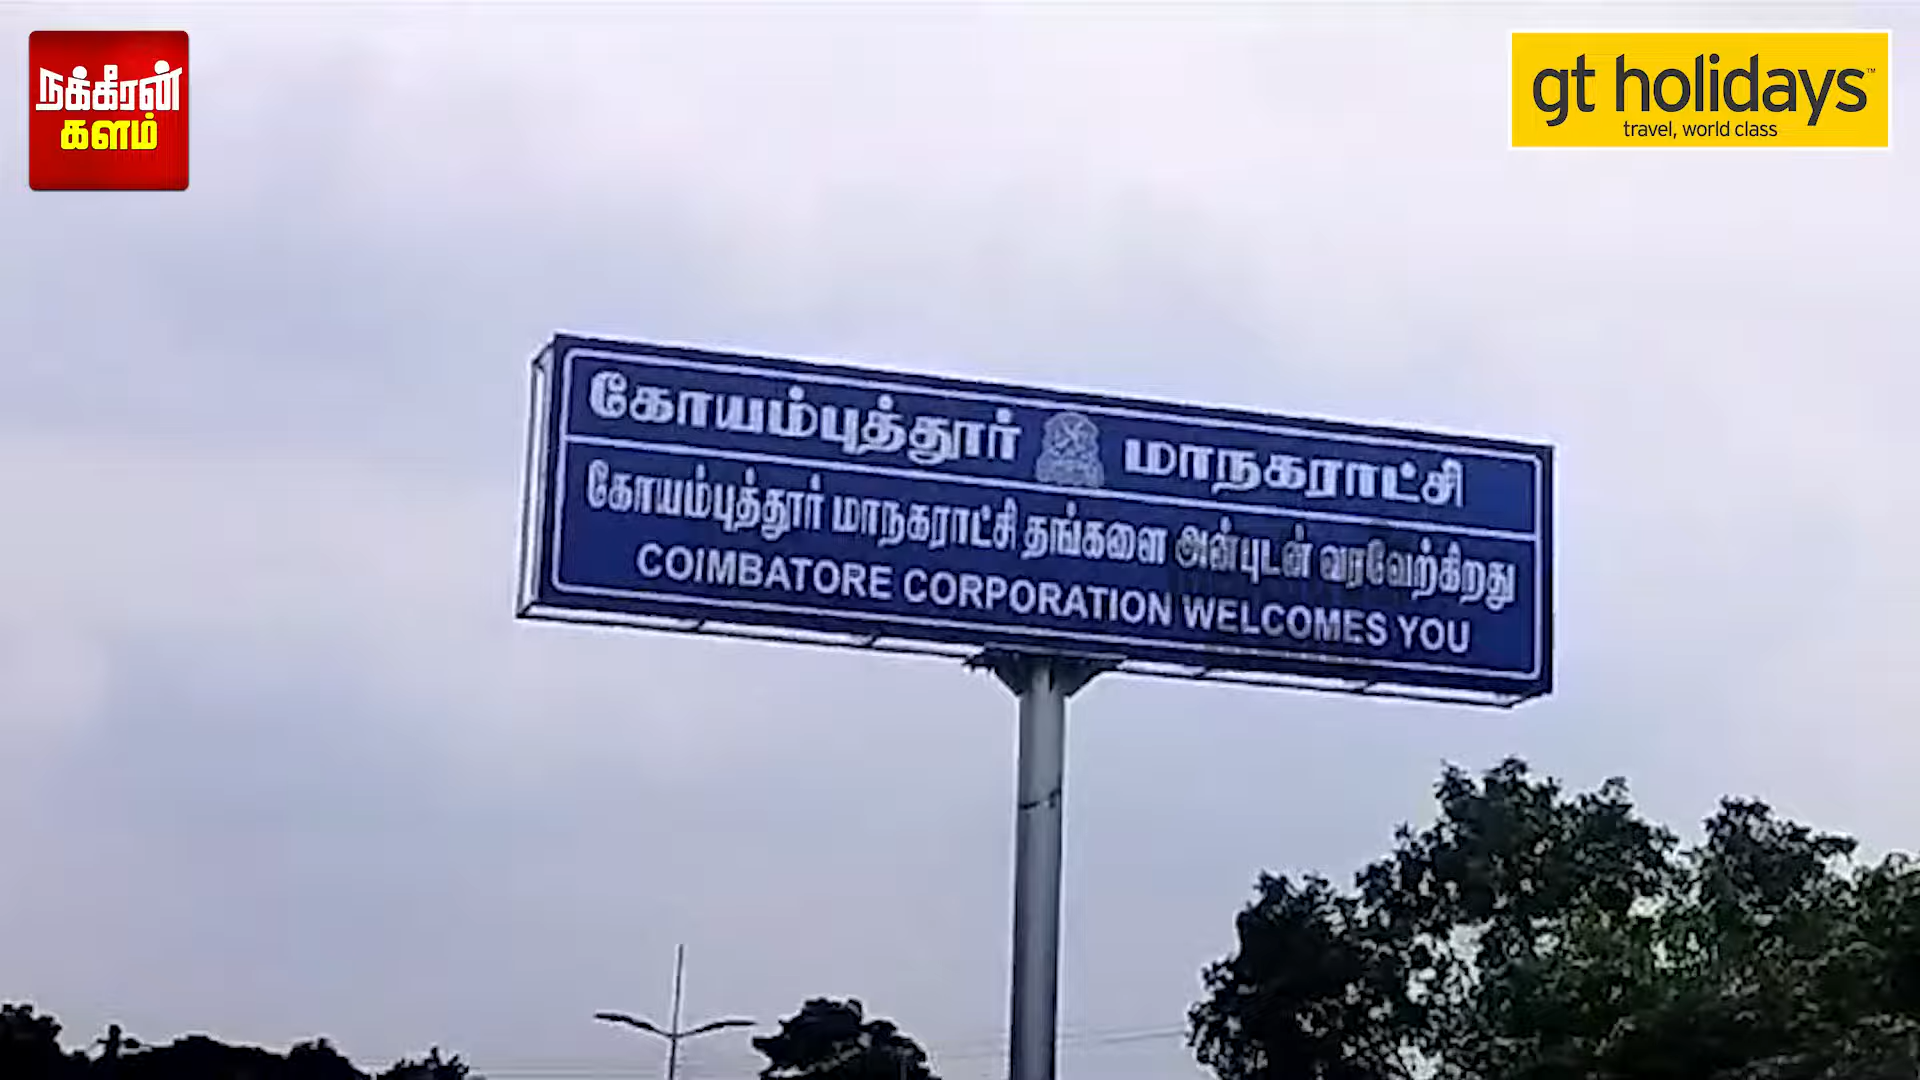 நக்கீரன்
களம்
gt holidays™
travel, world class
கோயம்புத்தூர் மாநகராட்சி
கோயம்புத்தூர் மாநகராட்சி தங்களை அன்புடன் வரவேற்கிறது
COIMBATORE CORPORATION WELCOMES YOU